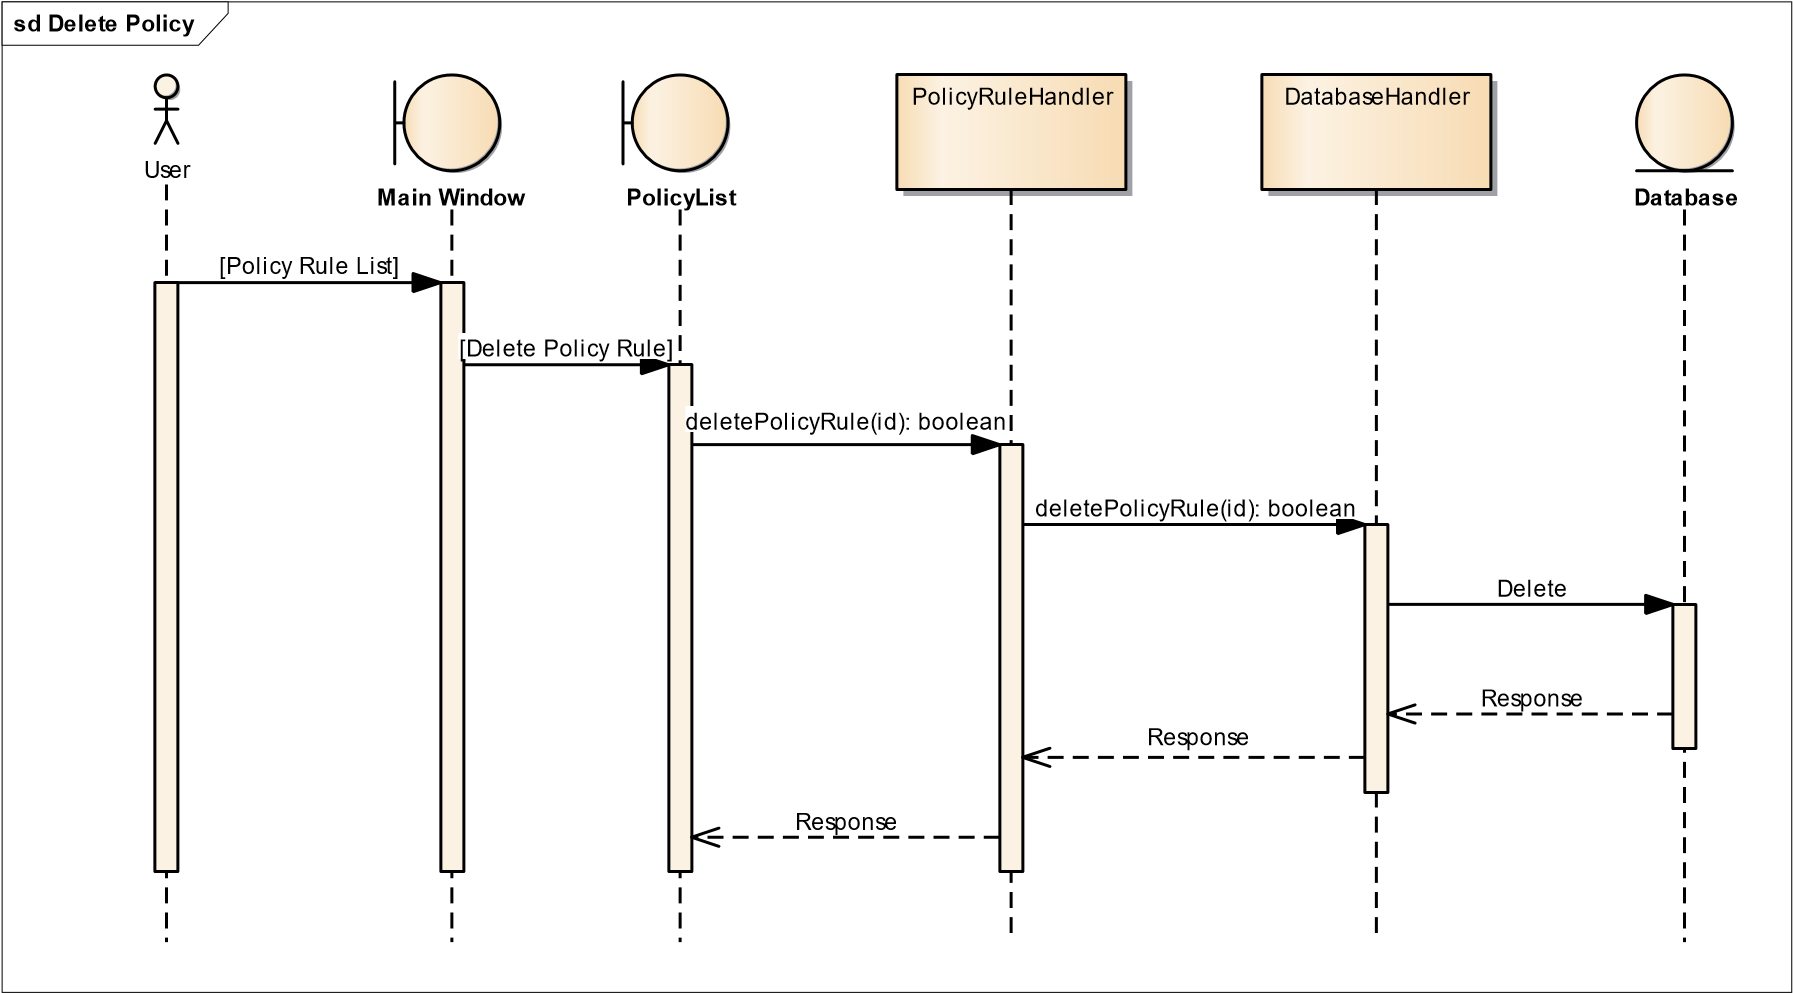 sd Delete Policy
User
Main Window
PolicyList
PolicyRuleHandler
DatabaseHandler
Database
[Policy Rule List]
[Delete Policy Rule]
deletePolicyRule(id): boolean
deletePolicyRule(id): boolean
Delete
Response
Response
Response